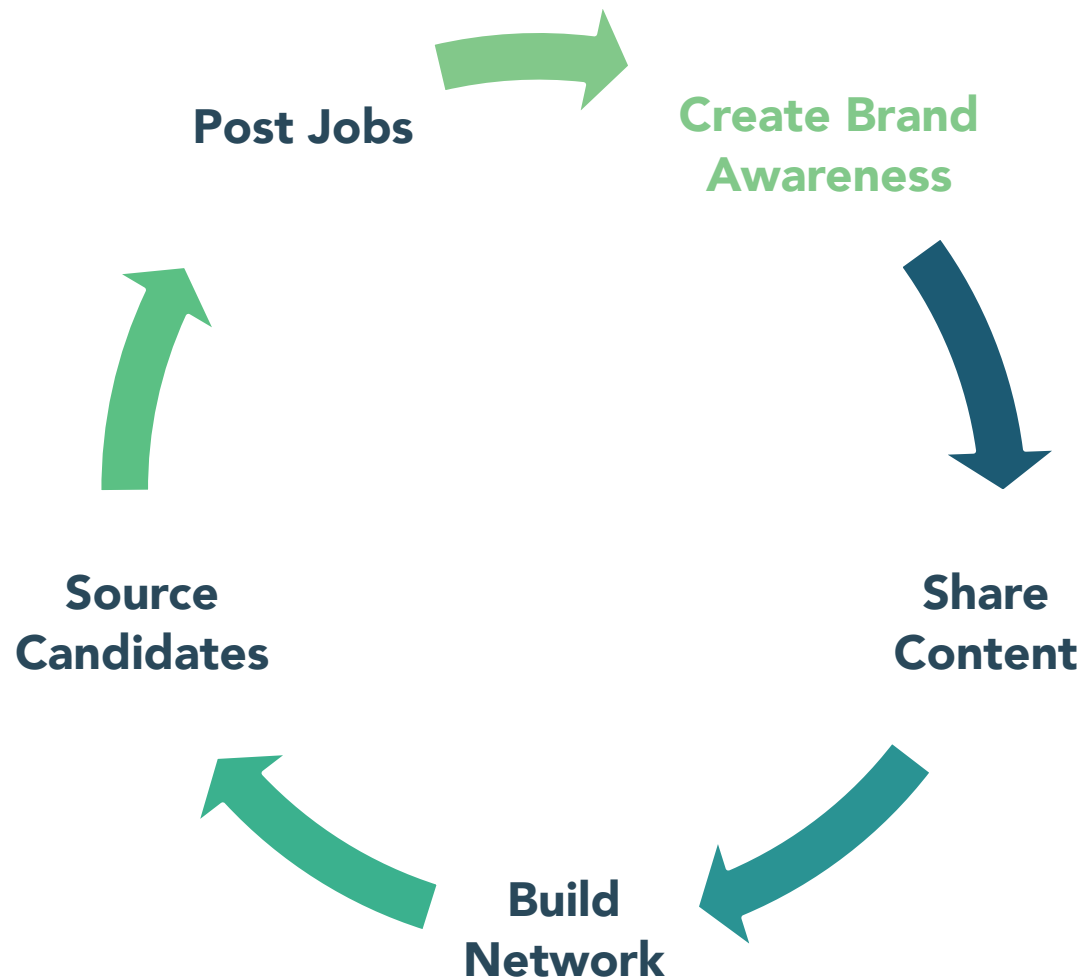 Post Jobs
Create Brand
Awareness
Share
Content
Build
Network
Source
Candidates